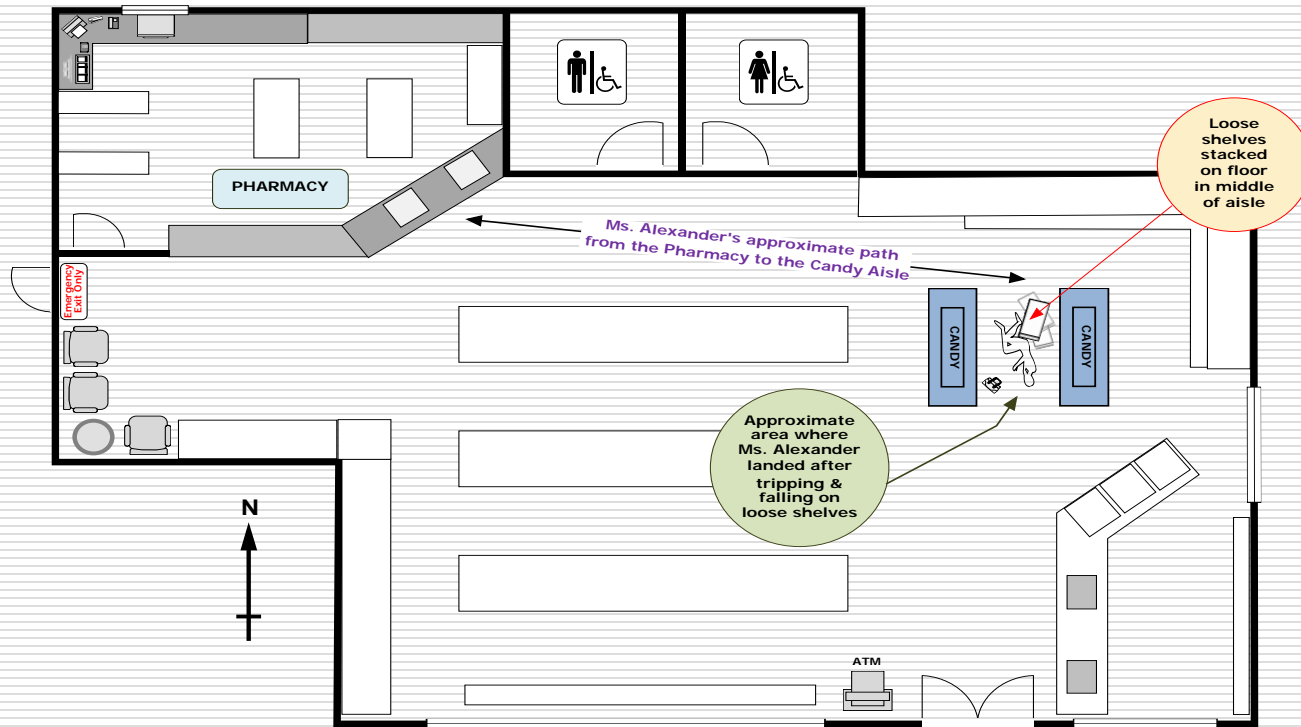 Loose
shelves
stacked
on floor
in middle
of aisle
PHARMACY
Ms. Alexander's approximate path
from the Pharmacy to the Candy Aisle
Emergency
Exit Only
CANDY
CANDY
Approximate
area where
Ms. Alexander
landed after
tripping &
falling on
loose shelves
N
ATM